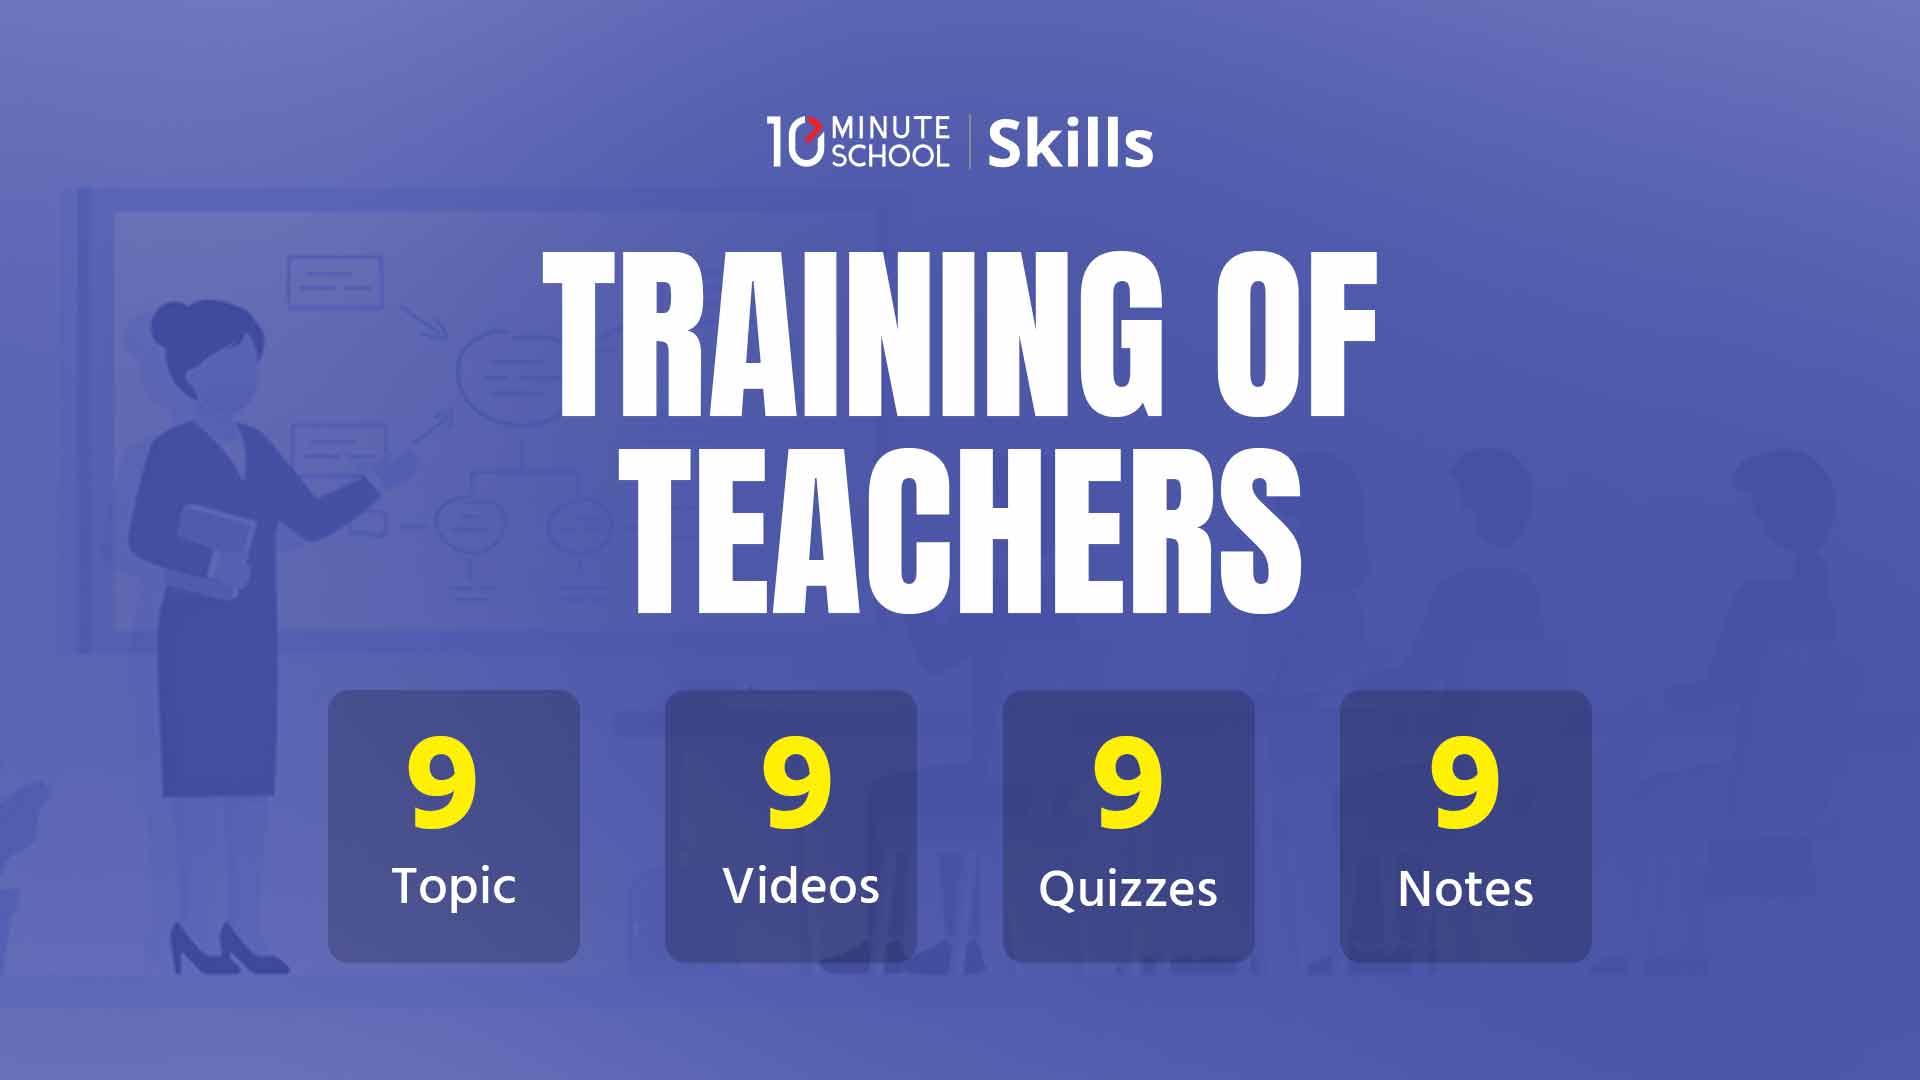 10 MINUTE SCHOOL | Skills
TRAINING OF
TEACHERS
9 9 9 9
Topic Videos Quizzes Notes